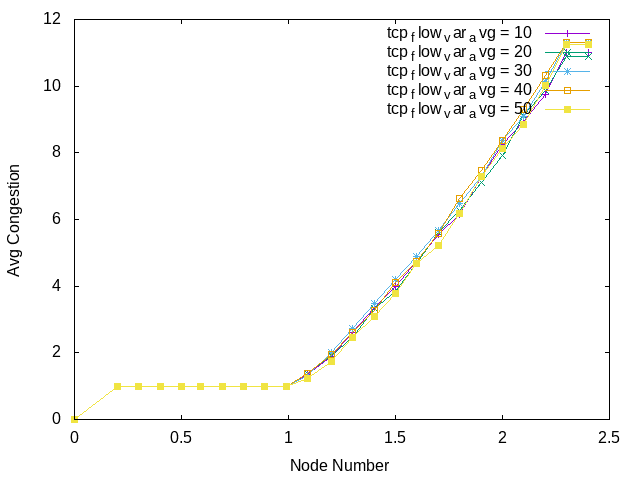 12
10
8
6
4
2
0
0
0.5
1
1.5
2
2.5
Avg Congestion
Node Number
tcp_flow_var_avg = 10
tcp_flow_var_avg = 20
tcp_flow_var_avg = 30
tcp_flow_var_avg = 40
tcp_flow_var_avg = 50